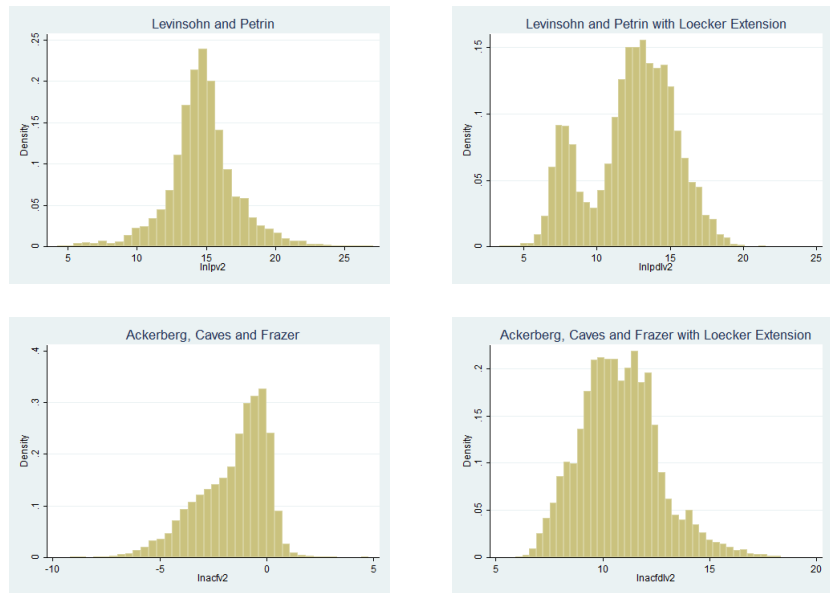 Levinsohn and Petrin
Density
0 .05 .1 .15 .2 .25
5 10 15 20 25
lnlpv2
Levinsohn and Petrin with Loecker Extension
Density
0 .05 .1 .15
5 10 15 20 25
lnlpdlv2
Ackerberg, Caves and Frazer
Density
0 .1 .2 .3 .4
-10 -5 0 5
lnacfv2
Ackerberg, Caves and Frazer with Loecker Extension
Density
0 .05 .1 .15 .2
5 10 15 20
lnacfdlv2